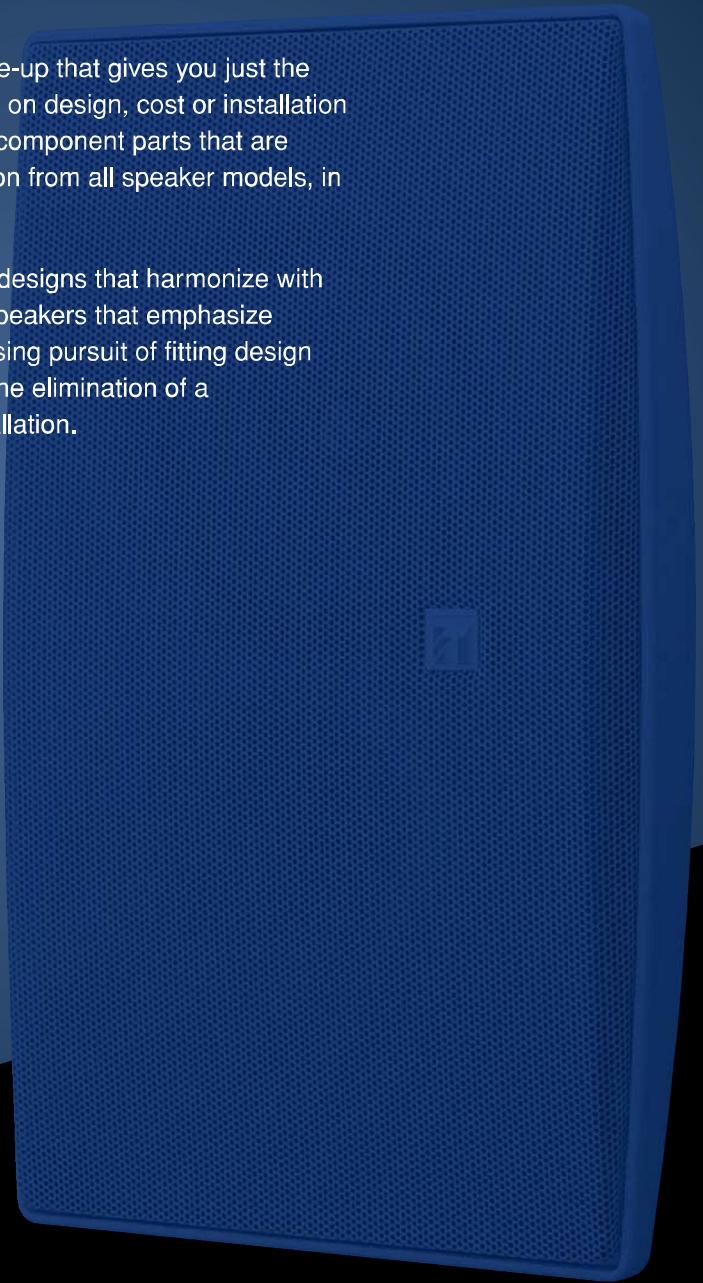 e-up that gives you just the
on design, cost or installation
component parts that are
on from all speaker models, in
designs that harmonize with
peakers that emphasize
sing pursuit of fitting design
he elimination of a
llation.